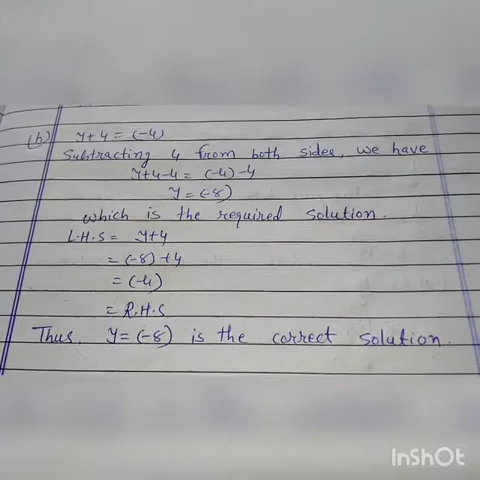 (h) y+4 = (-4)
Subtracting 4 from both sides, we have
y+4-4 = (-4)-4
y = (-8)
which is the required solution.
L.H.S = y+4
= (-8)+4
= (-4)
= R.H.S
Thus, y = (-8) is the correct solution.
InShOt